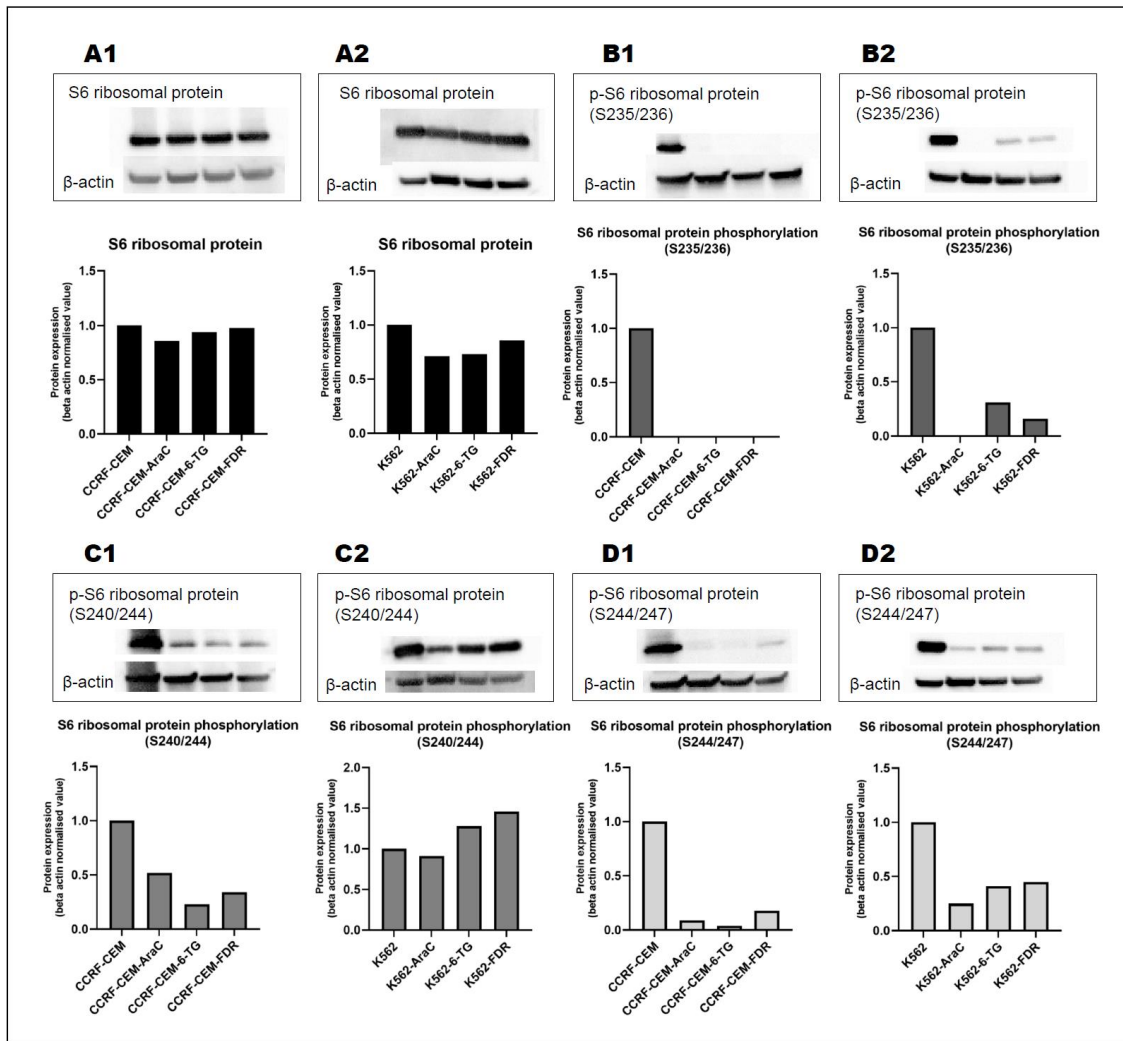 A1
S6 ribosomal protein
β-actin
S6 ribosomal protein
Protein expression
(beta actin normalised value)
1.5
1.0
0.5
0.0
CCRF-CEM
CCRF-CEM-AraC
CCRF-CEM-6-TG
CCRF-CEM-FDR
A2
S6 ribosomal protein
β-actin
S6 ribosomal protein
Protein expression
(beta actin normalised value)
1.5
1.0
0.5
0.0
K562
K562-AraC
K562-6-TG
K562-FDR
B1
p-S6 ribosomal protein
(S235/236)
β-actin
S6 ribosomal protein phosphorylation
(S235/236)
Protein expression
(beta actin normalised value)
1.5
1.0
0.5
0.0
CCRF-CEM
CCRF-CEM-AraC
CCRF-CEM-6-TG
CCRF-CEM-FDR
B2
p-S6 ribosomal protein
(S235/236)
β-actin
S6 ribosomal protein phosphorylation
(S235/236)
Protein expression
(beta actin normalised value)
1.5
1.0
0.5
0.0
K562
K562-AraC
K562-6-TG
K562-FDR
C1
p-S6 ribosomal protein
(S240/244)
β-actin
S6 ribosomal protein phosphorylation
(S240/244)
Protein expression
(beta actin normalised value)
1.5
1.0
0.5
0.0
CCRF-CEM
CCRF-CEM-AraC
CCRF-CEM-6-TG
CCRF-CEM-FDR
C2
p-S6 ribosomal protein
(S240/244)
β-actin
S6 ribosomal protein phosphorylation
(S240/244)
Protein expression
(beta actin normalised value)
2.0
1.5
1.0
0.5
0.0
K562
K562-AraC
K562-6-TG
K562-FDR
D1
p-S6 ribosomal protein
(S244/247)
β-actin
S6 ribosomal protein phosphorylation
(S244/247)
Protein expression
(beta actin normalised value)
1.5
1.0
0.5
0.0
CCRF-CEM
CCRF-CEM-AraC
CCRF-CEM-6-TG
CCRF-CEM-FDR
D2
p-S6 ribosomal protein
(S244/247)
β-actin
S6 ribosomal protein phosphorylation
(S244/247)
Protein expression
(beta actin normalised value)
1.5
1.0
0.5
0.0
K562
K562-AraC
K562-6-TG
K562-FDR